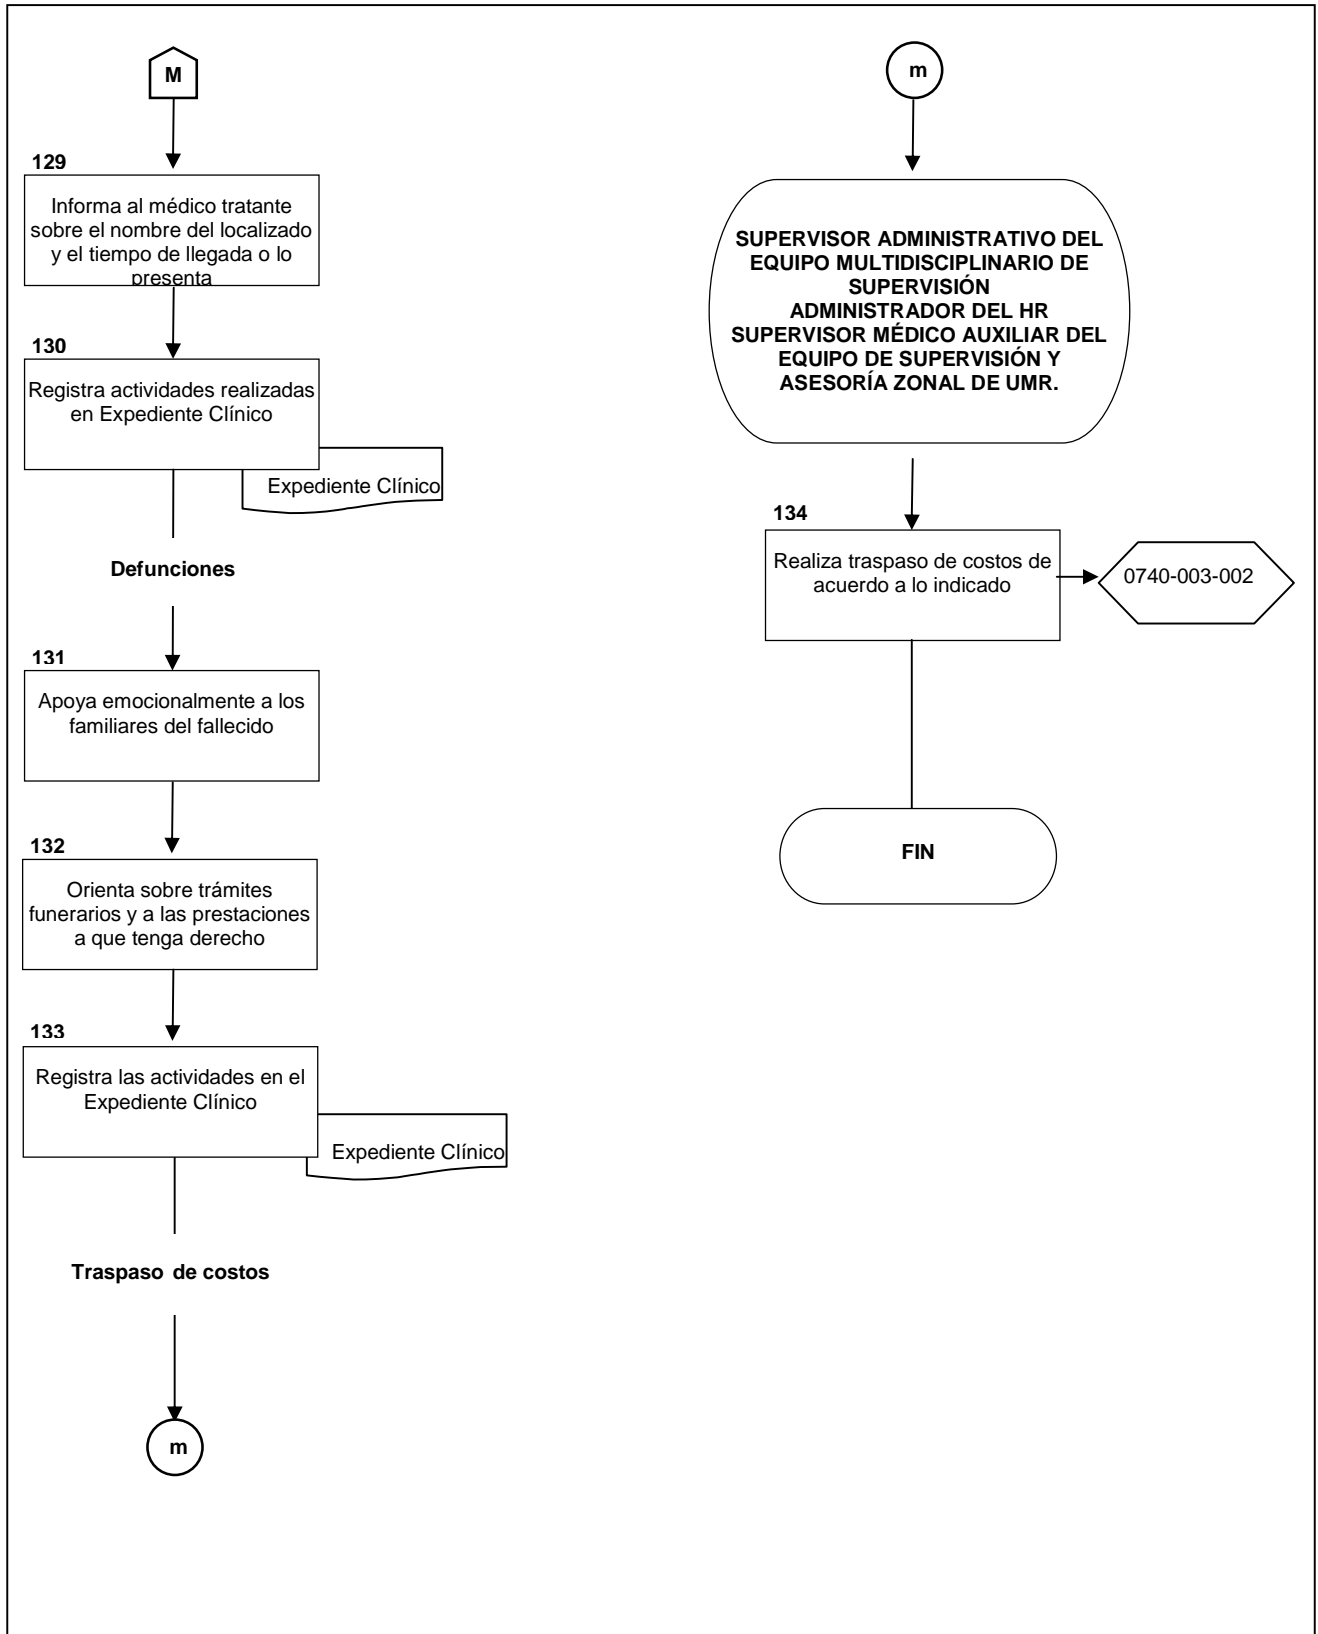 M
129
Informa al médico tratante
sobre el nombre del localizado
y el tiempo de llegada o lo
presenta
130
Registra actividades realizadas
en Expediente Clínico
Expediente Clínico
Defunciones
131
Apoya emocionalmente a los
familiares del fallecido
132
Orienta sobre trámites
funerarios y a las prestaciones
a que tenga derecho
133
Registra las actividades en el
Expediente Clínico
Expediente Clínico
Traspaso de costos
m
m
SUPERVISOR ADMINISTRATIVO DEL
EQUIPO MULTIDISCIPLINARIO DE
SUPERVISIÓN
ADMINISTRADOR DEL HR
SUPERVISOR MÉDICO AUXILIAR DEL
EQUIPO DE SUPERVISIÓN Y
ASESORÍA ZONAL DE UMR.
134
Realiza traspaso de costos de
acuerdo a lo indicado
0740-003-002
FIN